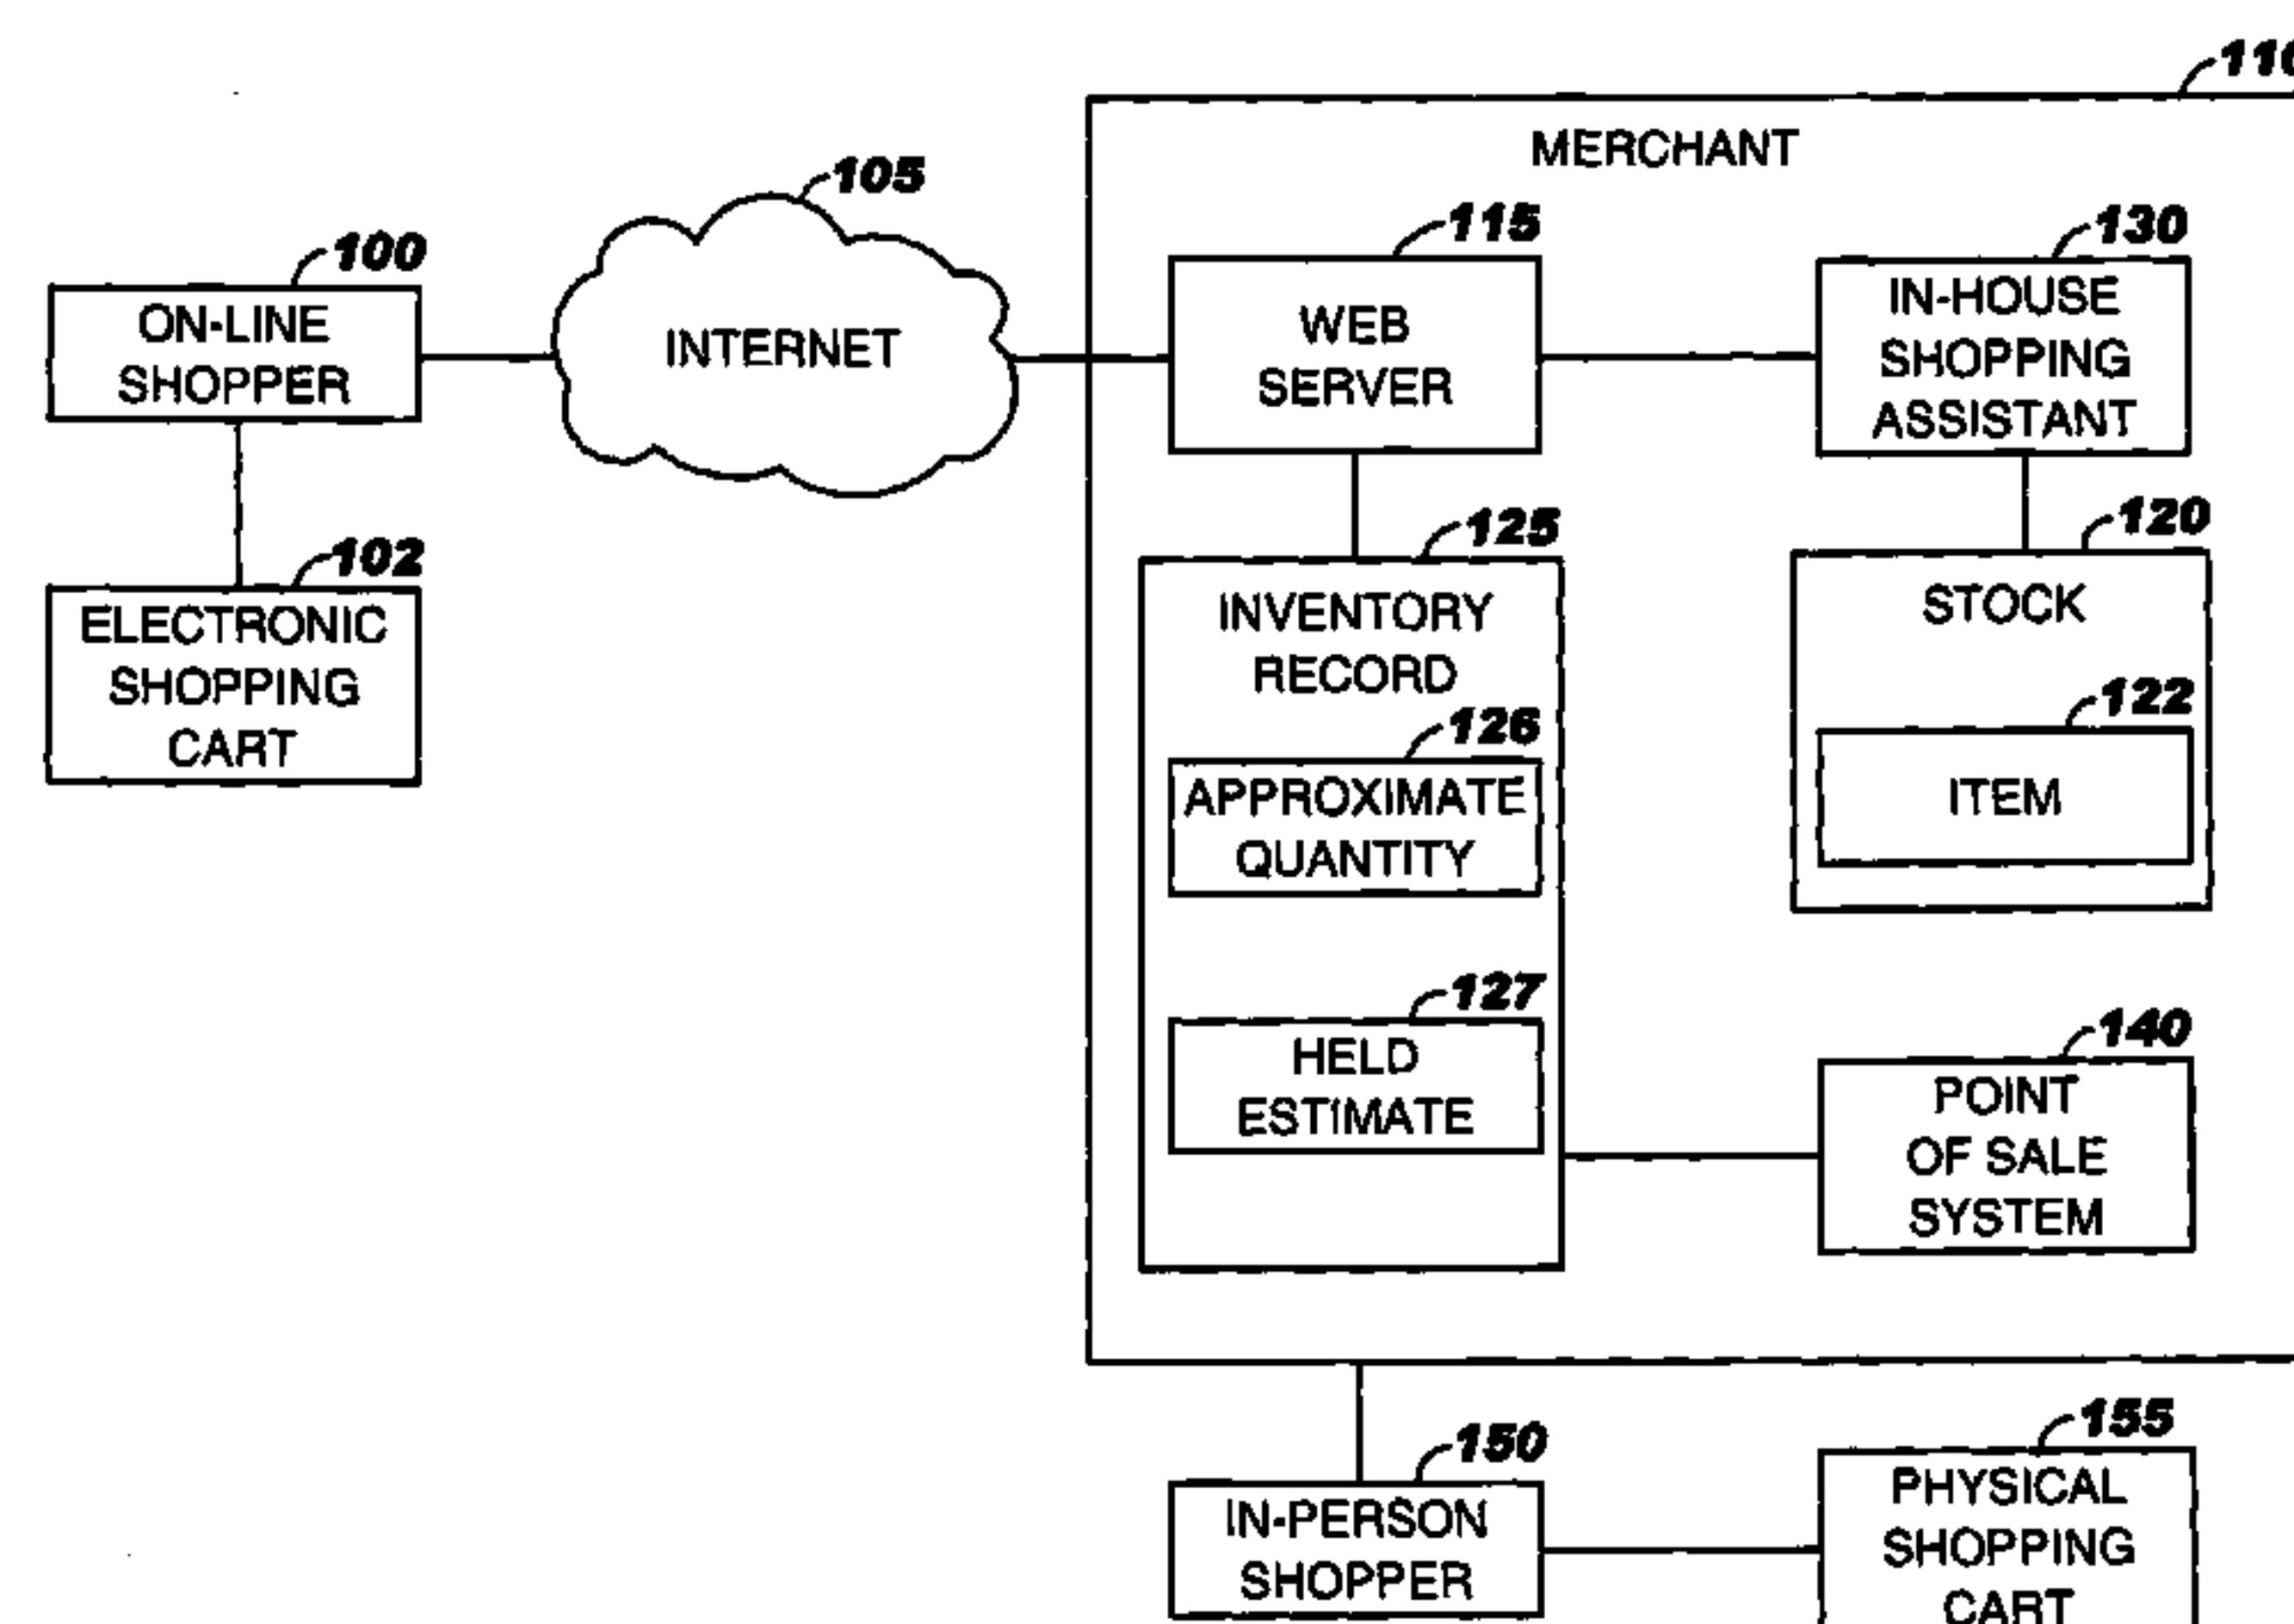 110
MERCHANT
105
INTERNET
100
ON-LINE
SHOPPER
102
ELECTRONIC
SHOPPING
CART
115
WEB
SERVER
130
IN-HOUSE
SHOPPING
ASSISTANT
125
INVENTORY
RECORD
126
APPROXIMATE
QUANTITY
127
HELD
ESTIMATE
120
STOCK
122
ITEM
140
POINT
OF SALE
SYSTEM
150
IN-PERSON
SHOPPER
155
PHYSICAL
SHOPPING
CART